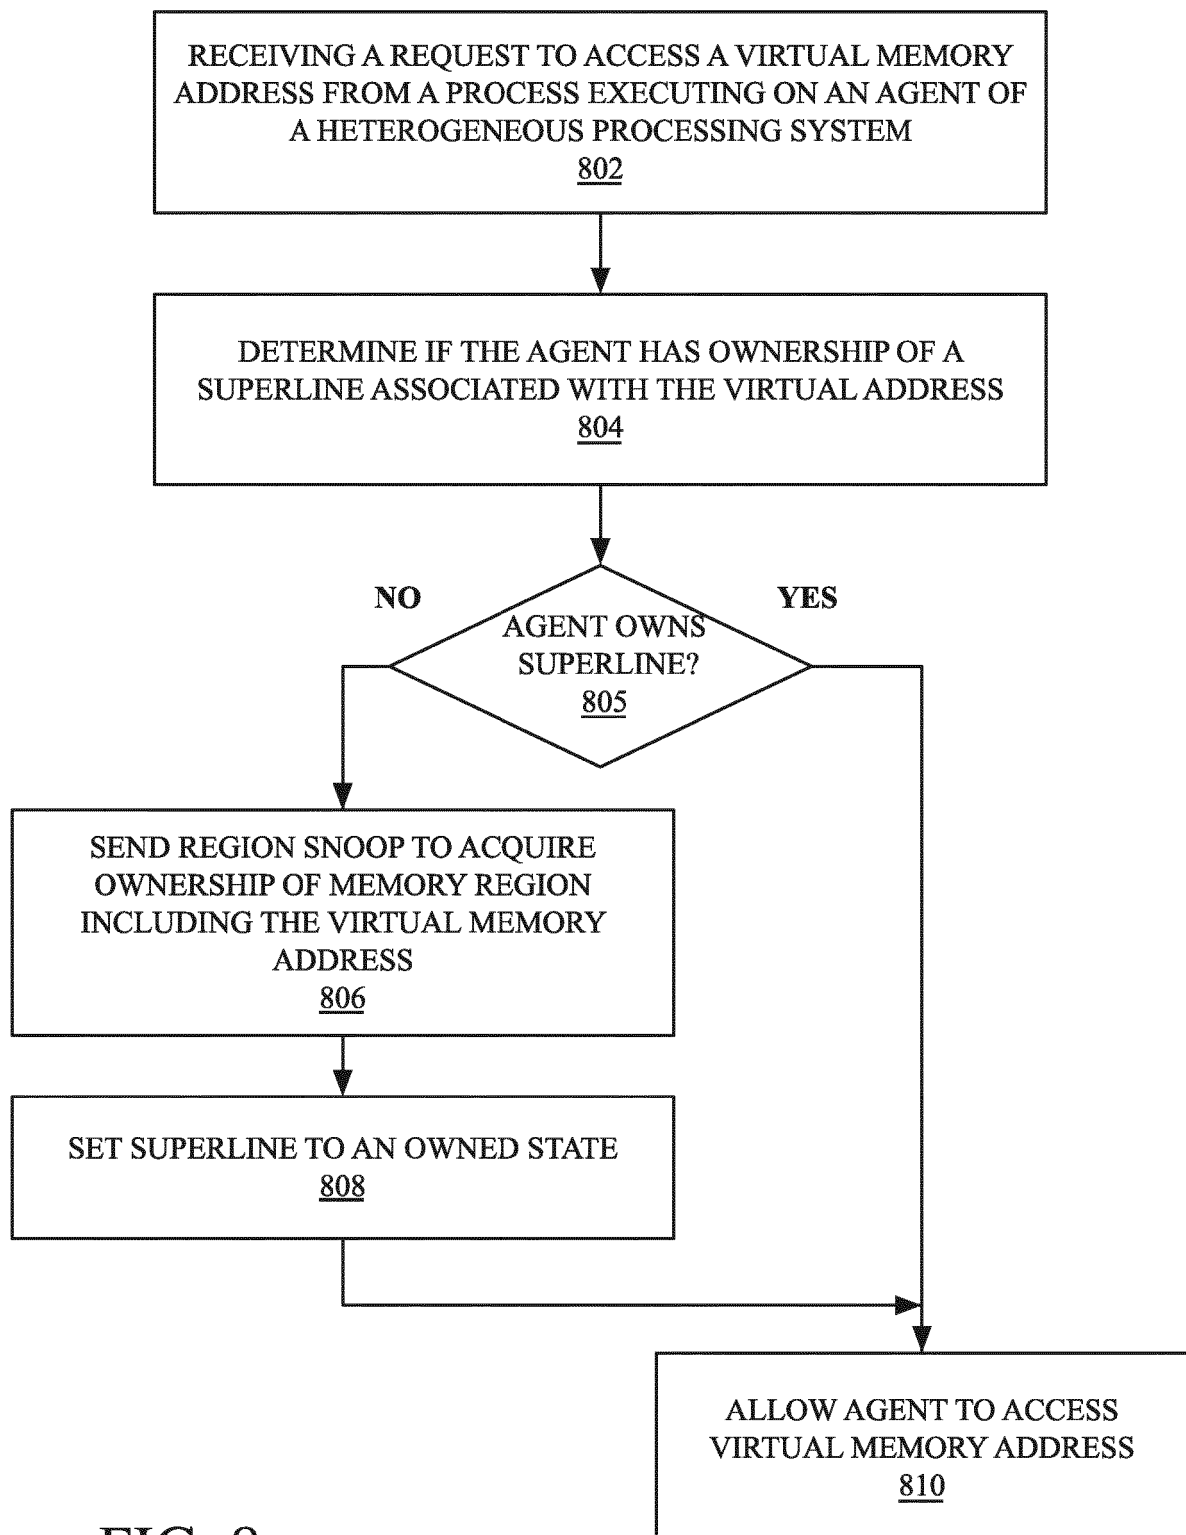 RECEIVING A REQUEST TO ACCESS A VIRTUAL MEMORY
ADDRESS FROM A PROCESS EXECUTING ON AN AGENT OF
A HETEROGENEOUS PROCESSING SYSTEM
802
DETERMINE IF THE AGENT HAS OWNERSHIP OF A
SUPERLINE ASSOCIATED WITH THE VIRTUAL ADDRESS
804
NO
YES
AGENT OWNS
SUPERLINE?
805
SEND REGION SNOOP TO ACQUIRE
OWNERSHIP OF MEMORY REGION
INCLUDING THE VIRTUAL MEMORY
ADDRESS
806
SET SUPERLINE TO AN OWNED STATE
808
ALLOW AGENT TO ACCESS
VIRTUAL MEMORY ADDRESS
810
FIG.